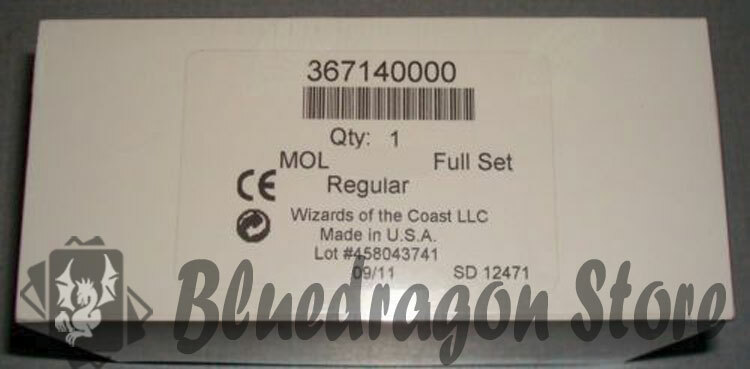 367140000
Qty: 1
MOL Full Set
CE Regular
Wizards of the Coast LLC
Made in U.S.A.
Lot #458043741
09/11 SD 12471
Bluedragon Store